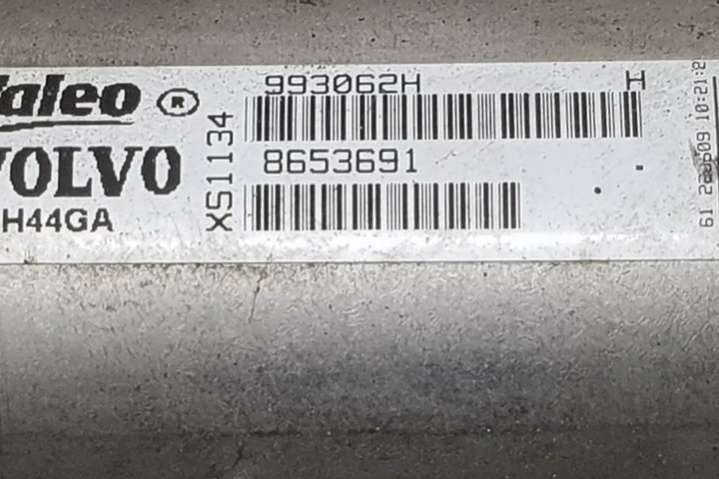 Valeo ®
VOLVO
H44GA
XS1134
993062H H
8653691